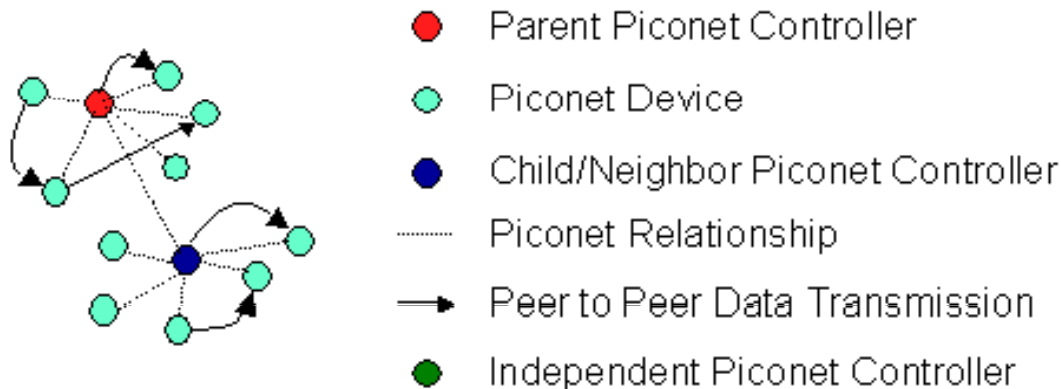 Parent Piconet Controller
Piconet Device
Child/Neighbor Piconet Controller
Piconet Relationship
Peer to Peer Data Transmission
Independent Piconet Controller